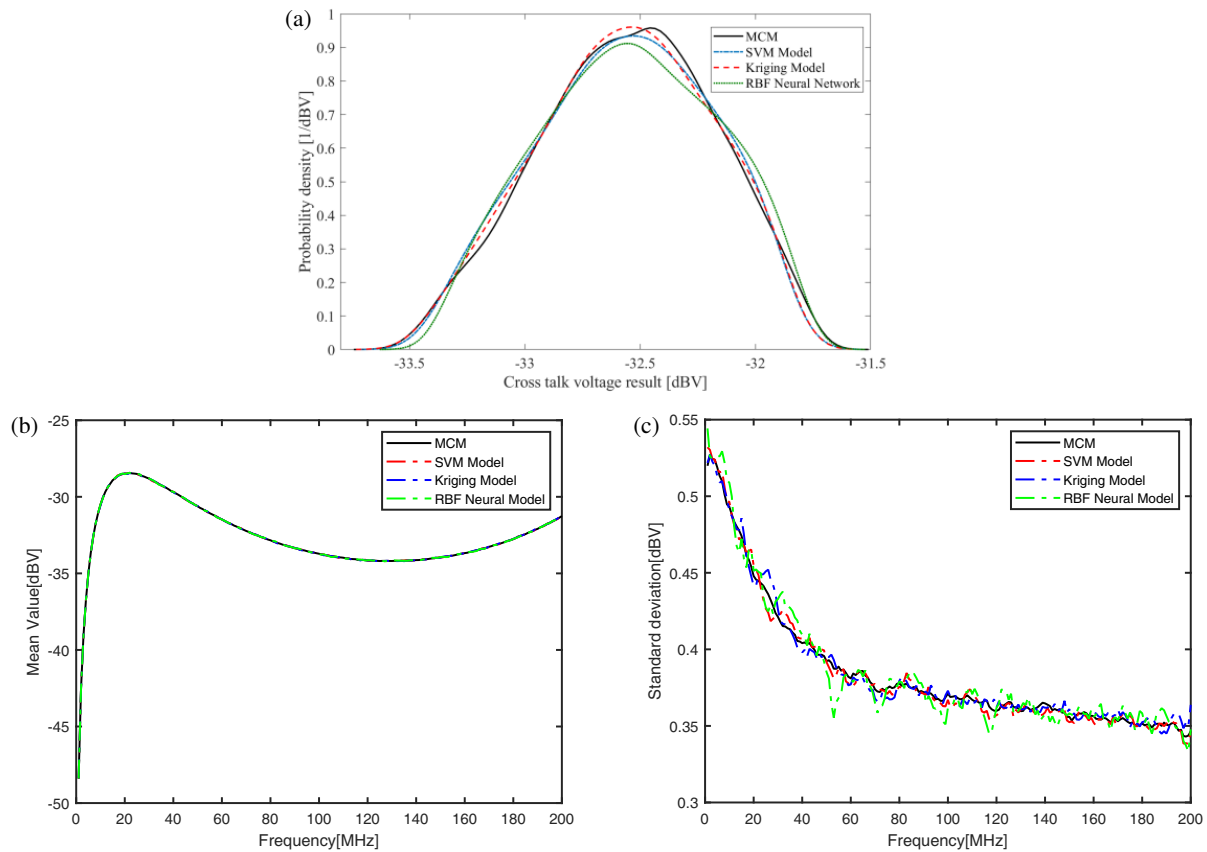 (a)
1
0.9
0.8
0.7
0.6
0.5
0.4
0.3
0.2
0.1
0
Probability density [1/dBV]
MCM
SVM Model
Kriging Model
RBF Neural Network
-33.5 -33 -32.5 -32 -31.5
Cross talk voltage result [dBV]
(b)
-25
-30
-35
-40
-45
-50
Mean Value[dBV]
MCM
SVM Model
Kriging Model
RBF Neural Model
0 20 40 60 80 100 120 140 160 180 200
Frequency[MHz]
(c)
0.55
0.5
0.45
0.4
0.35
0.3
Standard deviation[dBV]
MCM
SVM Model
Kriging Model
RBF Neural Model
0 20 40 60 80 100 120 140 160 180 200
Frequency[MHz]